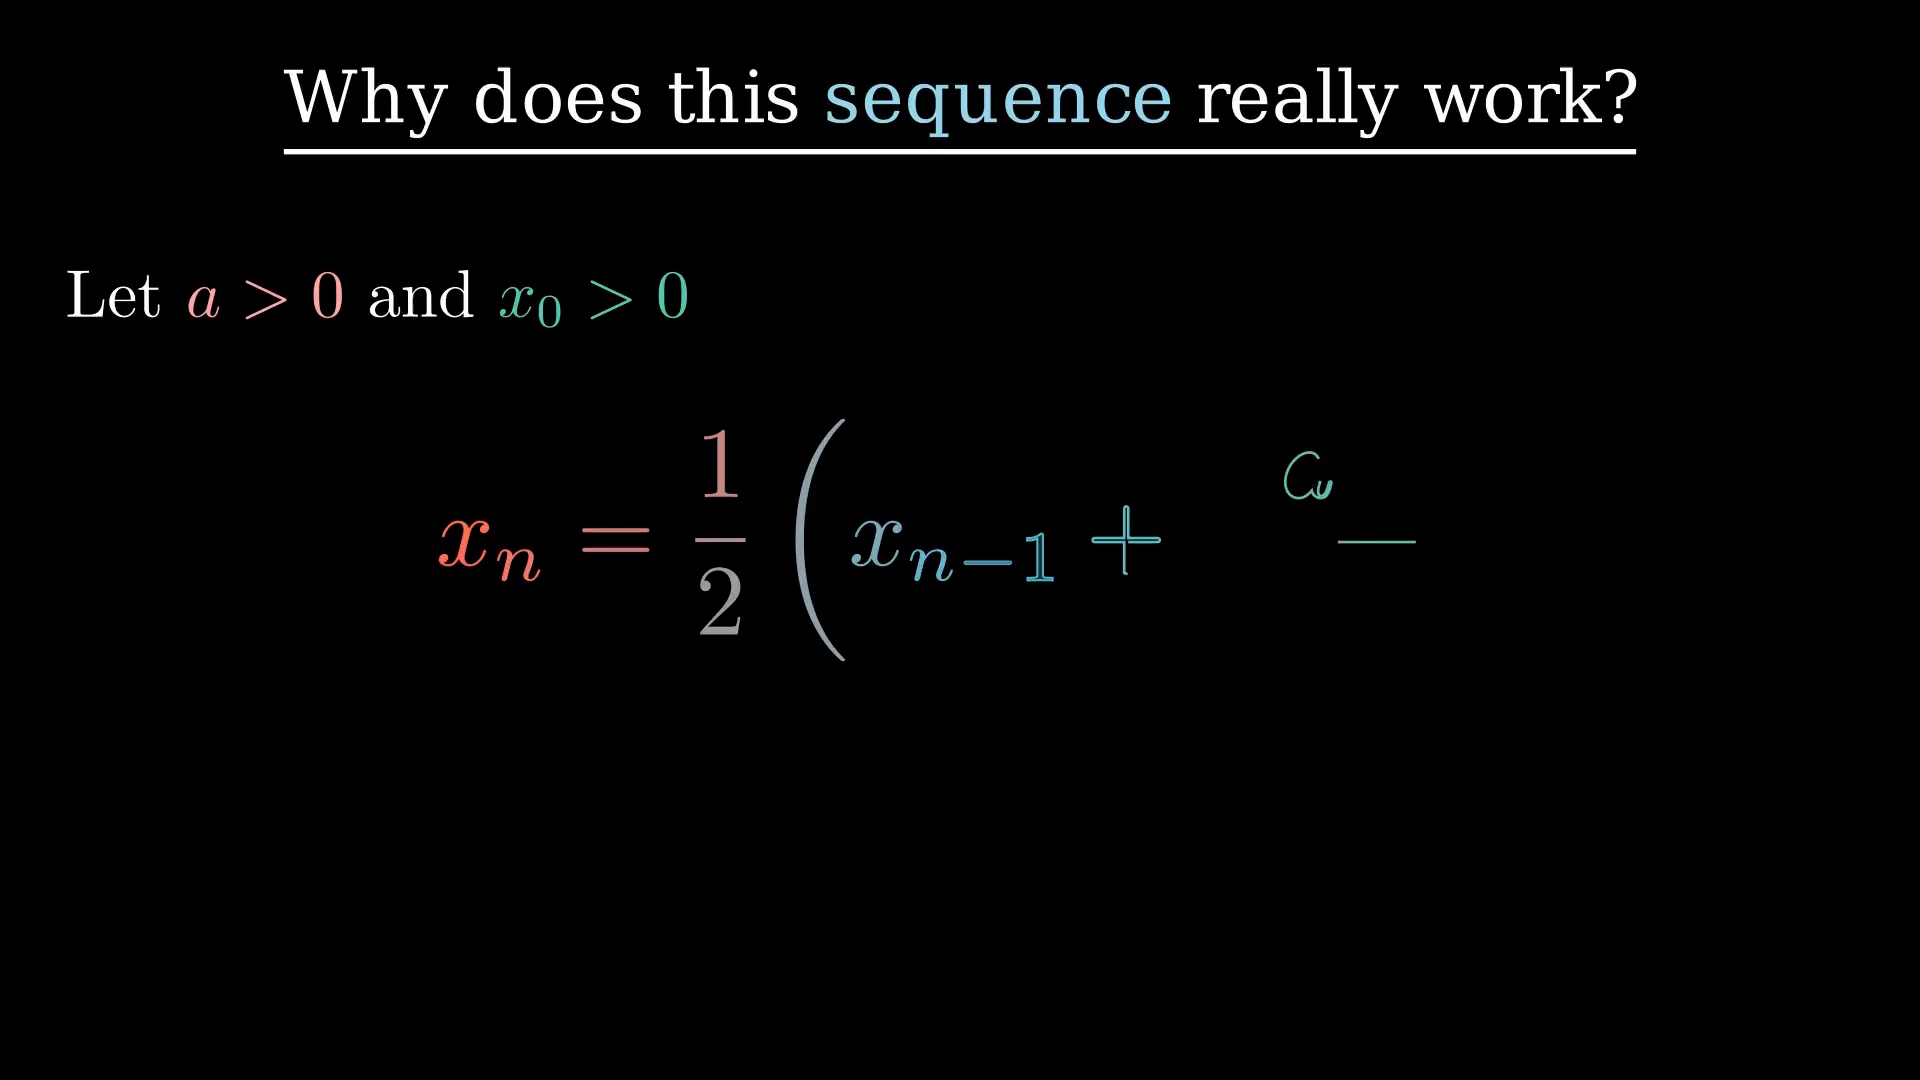 Why does this sequence really work?
Let a > 0 and x₀ > 0
xₙ = 1/2 ( xₙ₋₁ +